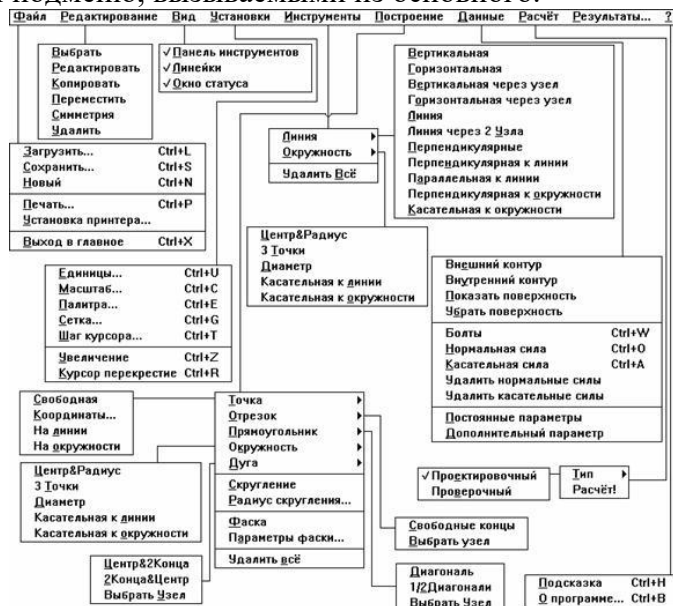 подменю, вызываемыми из основного:
Файл Редактирование Вид Установки Инструменты Построение Данные Расчёт Результаты... ?
Выбрать
Редактировать
Копировать
Переместить
Симметрия
Удалить
✓Панель инструментов
✓Линейки
✓Окно статуса
Загрузить... Ctrl+L
Сохранить... Ctrl+S
Новый Ctrl+N
Печать... Ctrl+P
Установка принтера...
Выход в главное Ctrl+X
Линия
Окружность
Удалить Всё
Вертикальная
Горизонтальная
Вертикальная через узел
Горизонтальная через узел
Линия
Линия через 2 Узла
Перпендикулярные
Перпендикулярная к линии
Параллельная к линии
Перпендикулярная к окружности
Касательная к окружности
Центр&Радиус
3 Точки
Диаметр
Касательная к линии
Касательная к окружности
Единицы... Ctrl+U
Масштаб... Ctrl+C
Палитра... Ctrl+E
Сетка... Ctrl+G
Шаг курсора... Ctrl+T
Увеличение Ctrl+Z
Курсор перекрестие Ctrl+R
Внешний контур
Внутренний контур
Показать поверхность
Убрать поверхность
Болты Ctrl+W
Нормальная сила Ctrl+O
Касательная сила Ctrl+A
Удалить нормальные силы
Удалить касательные силы
Постоянные параметры
Дополнительный параметр
Свободная
Координаты...
На линии
На окружности
Точка
Отрезок
Прямоугольник
Окружность
Дуга
Скругление
Радиус скругления...
Фаска
Параметры фаски...
Удалить всё
Центр&Радиус
3 Точки
Диаметр
Касательная к линии
Касательная к окружности
✓Проектировочный
Проверочный
Тип
Расчёт!
Свободные концы
Выбрать узел
Центр&2Конца
2Конца&Центр
Выбрать Узел
Диагональ
1/2Диагонали
Выбрать Узел
Подсказка Ctrl+H
О программе... Ctrl+B